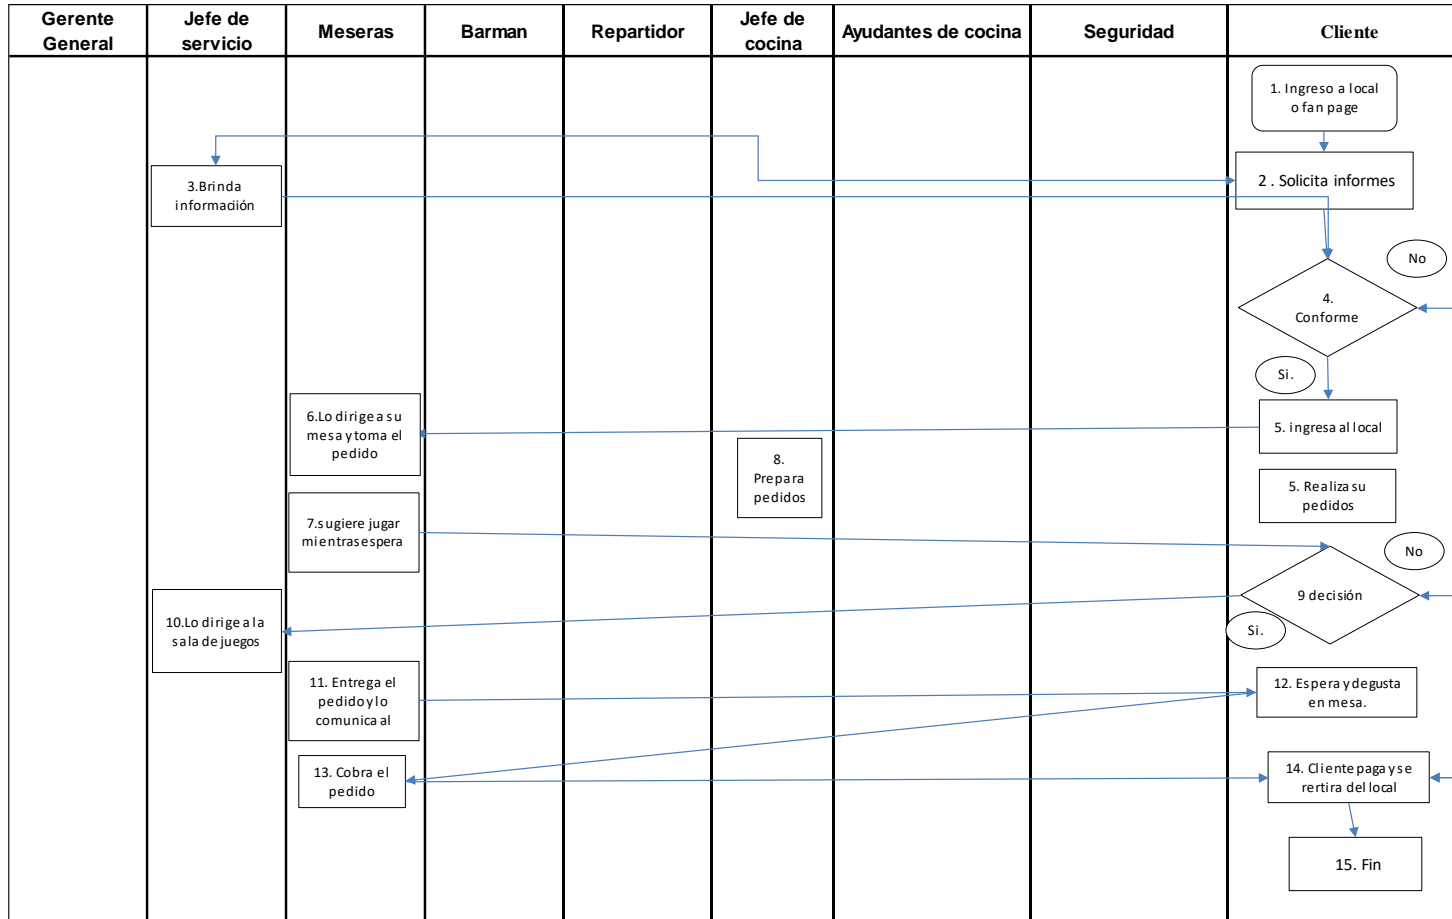 Gerente
General
Jefe de
servicio
Meseras
Barman
Repartidor
Jefe de
cocina
Ayudantes de cocina
Seguridad
Cliente
1. Ingreso a local
o fan page
2 . Solicita informes
3.Brinda
información
No
4.
Conforme
Si.
5. ingresa al local
6.Lo dirige a su
mesa y toma el
pedido
8.
Prepara
pedidos
5. Realiza su
pedidos
7.sugiere jugar
mientras espera
No
9 decisión
Si.
10.Lo dirige a la
sala de juegos
11. Entrega el
pedido y lo
comunica al
12. Espera y degusta
en mesa.
13. Cobra el
pedido
14. Cliente paga y se
rertira del local
15. Fin